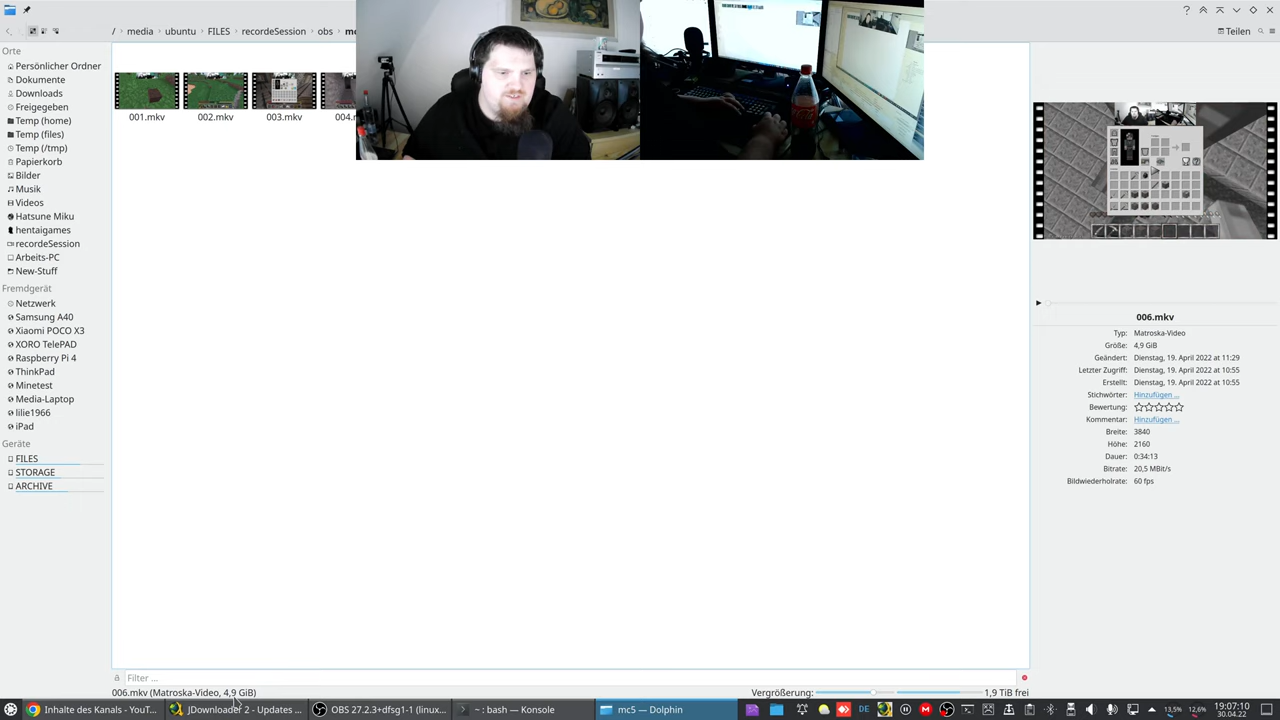 / media ubuntu FILES recordeSession obs
Teilen
Orte
Persönlicher Ordner
Dokumente
Downloads
Freigegeben
Temp (home)
Temp (files)
Temp (/tmp)
Papierkorb
Bilder
Musik
Videos
Hatsune Miku
hentaigames
recordeSession
Arbeits-PC
New-Stuff
Fremdgerät
Netzwerk
Samsung A40
Xiaomi POCO X3
XORO TelePAD
Raspberry Pi 4
ThinkPad
Minetest
Media-Laptop
lilie1966
iPad
Geräte
FILES
STORAGE
ARCHIVE
001.mkv 002.mkv 003.mkv 004.
006.mkv
Typ: Matroska-Video
Größe: 4,9 GiB
Geändert: Dienstag, 19. April 2022 at 11:29
Letzter Zugriff: Dienstag, 19. April 2022 at 10:55
Erstellt: Dienstag, 19. April 2022 at 10:55
Stichwörter: Hinzufügen ...
Bewertung:
Kommentar: Hinzufügen ...
Breite: 3840
Höhe: 2160
Dauer: 0:34:13
Bitrate: 20,5 MBit/s
Bildwiederholrate: 60 fps
Filter ...
006.mkv (Matroska-Video, 4,9 GiB) Vergrößerung: 1,9 TiB frei
Inhalte des Kanals - YouT... JDownloader 2 - Updates ... OBS 27.2.3+dfsg1-1 (linux... ~ : bash — Konsole mc5 — Dolphin DE 13,5% 12,6% 19:07:10
30.04.22